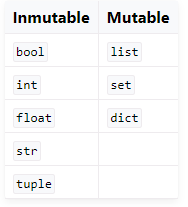 Inmutable Mutable
bool list
int set
float dict
str
tuple